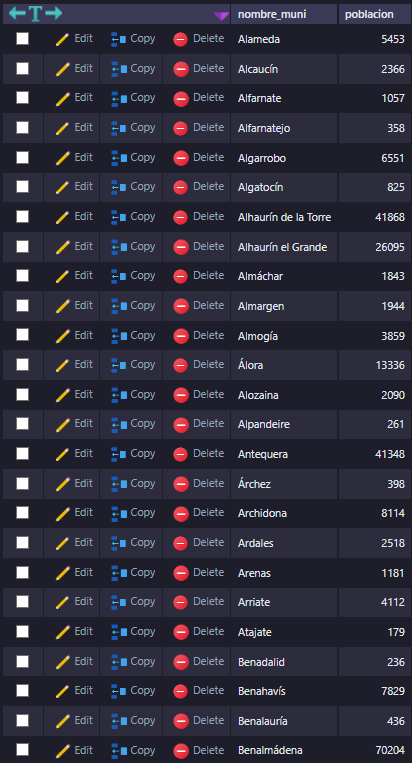 ←T→ nombre_muni poblacion
Edit Copy Delete Alameda 5453
Edit Copy Delete Alcaucín 2366
Edit Copy Delete Alfarnate 1057
Edit Copy Delete Alfarnatejo 358
Edit Copy Delete Algarrobo 6551
Edit Copy Delete Algatocín 825
Edit Copy Delete Alhaurín de la Torre 41868
Edit Copy Delete Alhaurín el Grande 26095
Edit Copy Delete Almáchar 1843
Edit Copy Delete Almargen 1944
Edit Copy Delete Almogía 3859
Edit Copy Delete Álora 13336
Edit Copy Delete Alozaina 2090
Edit Copy Delete Alpandeire 261
Edit Copy Delete Antequera 41348
Edit Copy Delete Árchez 398
Edit Copy Delete Archidona 8114
Edit Copy Delete Ardales 2518
Edit Copy Delete Arenas 1181
Edit Copy Delete Arriate 4112
Edit Copy Delete Atajate 179
Edit Copy Delete Benadalid 236
Edit Copy Delete Benahavís 7829
Edit Copy Delete Benalauría 436
Edit Copy Delete Benalmádena 70204